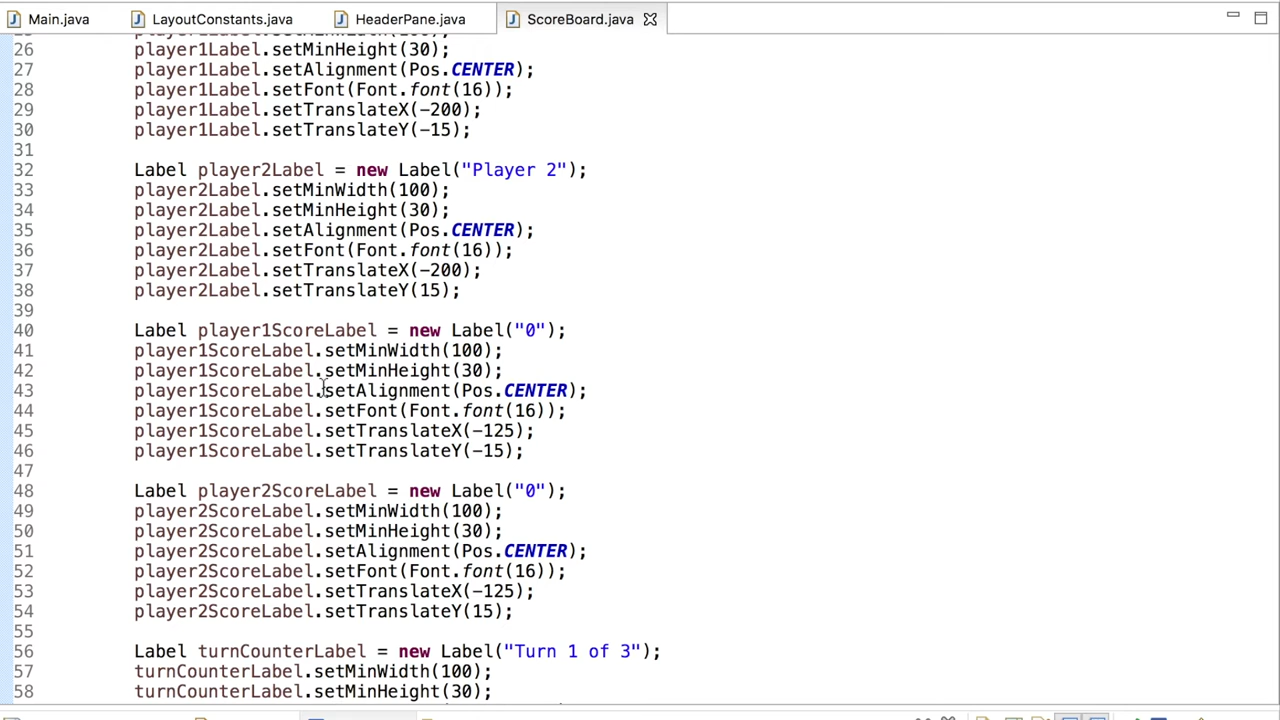 Main.java LayoutConstants.java HeaderPane.java ScoreBoard.java
26 player1Label.setMinHeight(30);
27 player1Label.setAlignment(Pos.CENTER);
28 player1Label.setFont(Font.font(16));
29 player1Label.setTranslateX(-200);
30 player1Label.setTranslateY(-15);
31
32 Label player2Label = new Label("Player 2");
33 player2Label.setMinWidth(100);
34 player2Label.setMinHeight(30);
35 player2Label.setAlignment(Pos.CENTER);
36 player2Label.setFont(Font.font(16));
37 player2Label.setTranslateX(-200);
38 player2Label.setTranslateY(15);
39
40 Label player1ScoreLabel = new Label("0");
41 player1ScoreLabel.setMinWidth(100);
42 player1ScoreLabel.setMinHeight(30);
43 player1ScoreLabel.setAlignment(Pos.CENTER);
44 player1ScoreLabel.setFont(Font.font(16));
45 player1ScoreLabel.setTranslateX(-125);
46 player1ScoreLabel.setTranslateY(-15);
47
48 Label player2ScoreLabel = new Label("0");
49 player2ScoreLabel.setMinWidth(100);
50 player2ScoreLabel.setMinHeight(30);
51 player2ScoreLabel.setAlignment(Pos.CENTER);
52 player2ScoreLabel.setFont(Font.font(16));
53 player2ScoreLabel.setTranslateX(-125);
54 player2ScoreLabel.setTranslateY(15);
55
56 Label turnCounterLabel = new Label("Turn 1 of 3");
57 turnCounterLabel.setMinWidth(100);
58 turnCounterLabel.setMinHeight(30);